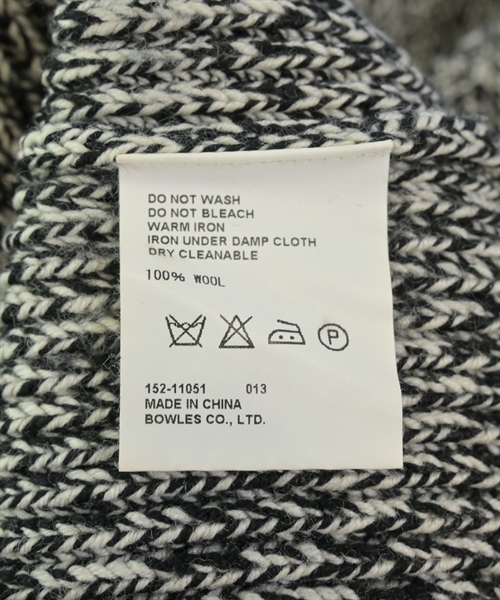 DO NOT WASH
DO NOT BLEACH
WARM IRON
IRON UNDER DAMP CLOTH
DRY CLEANABLE
100% WOOL
P
152-11051 013
MADE IN CHINA
BOWLES CO., LTD.